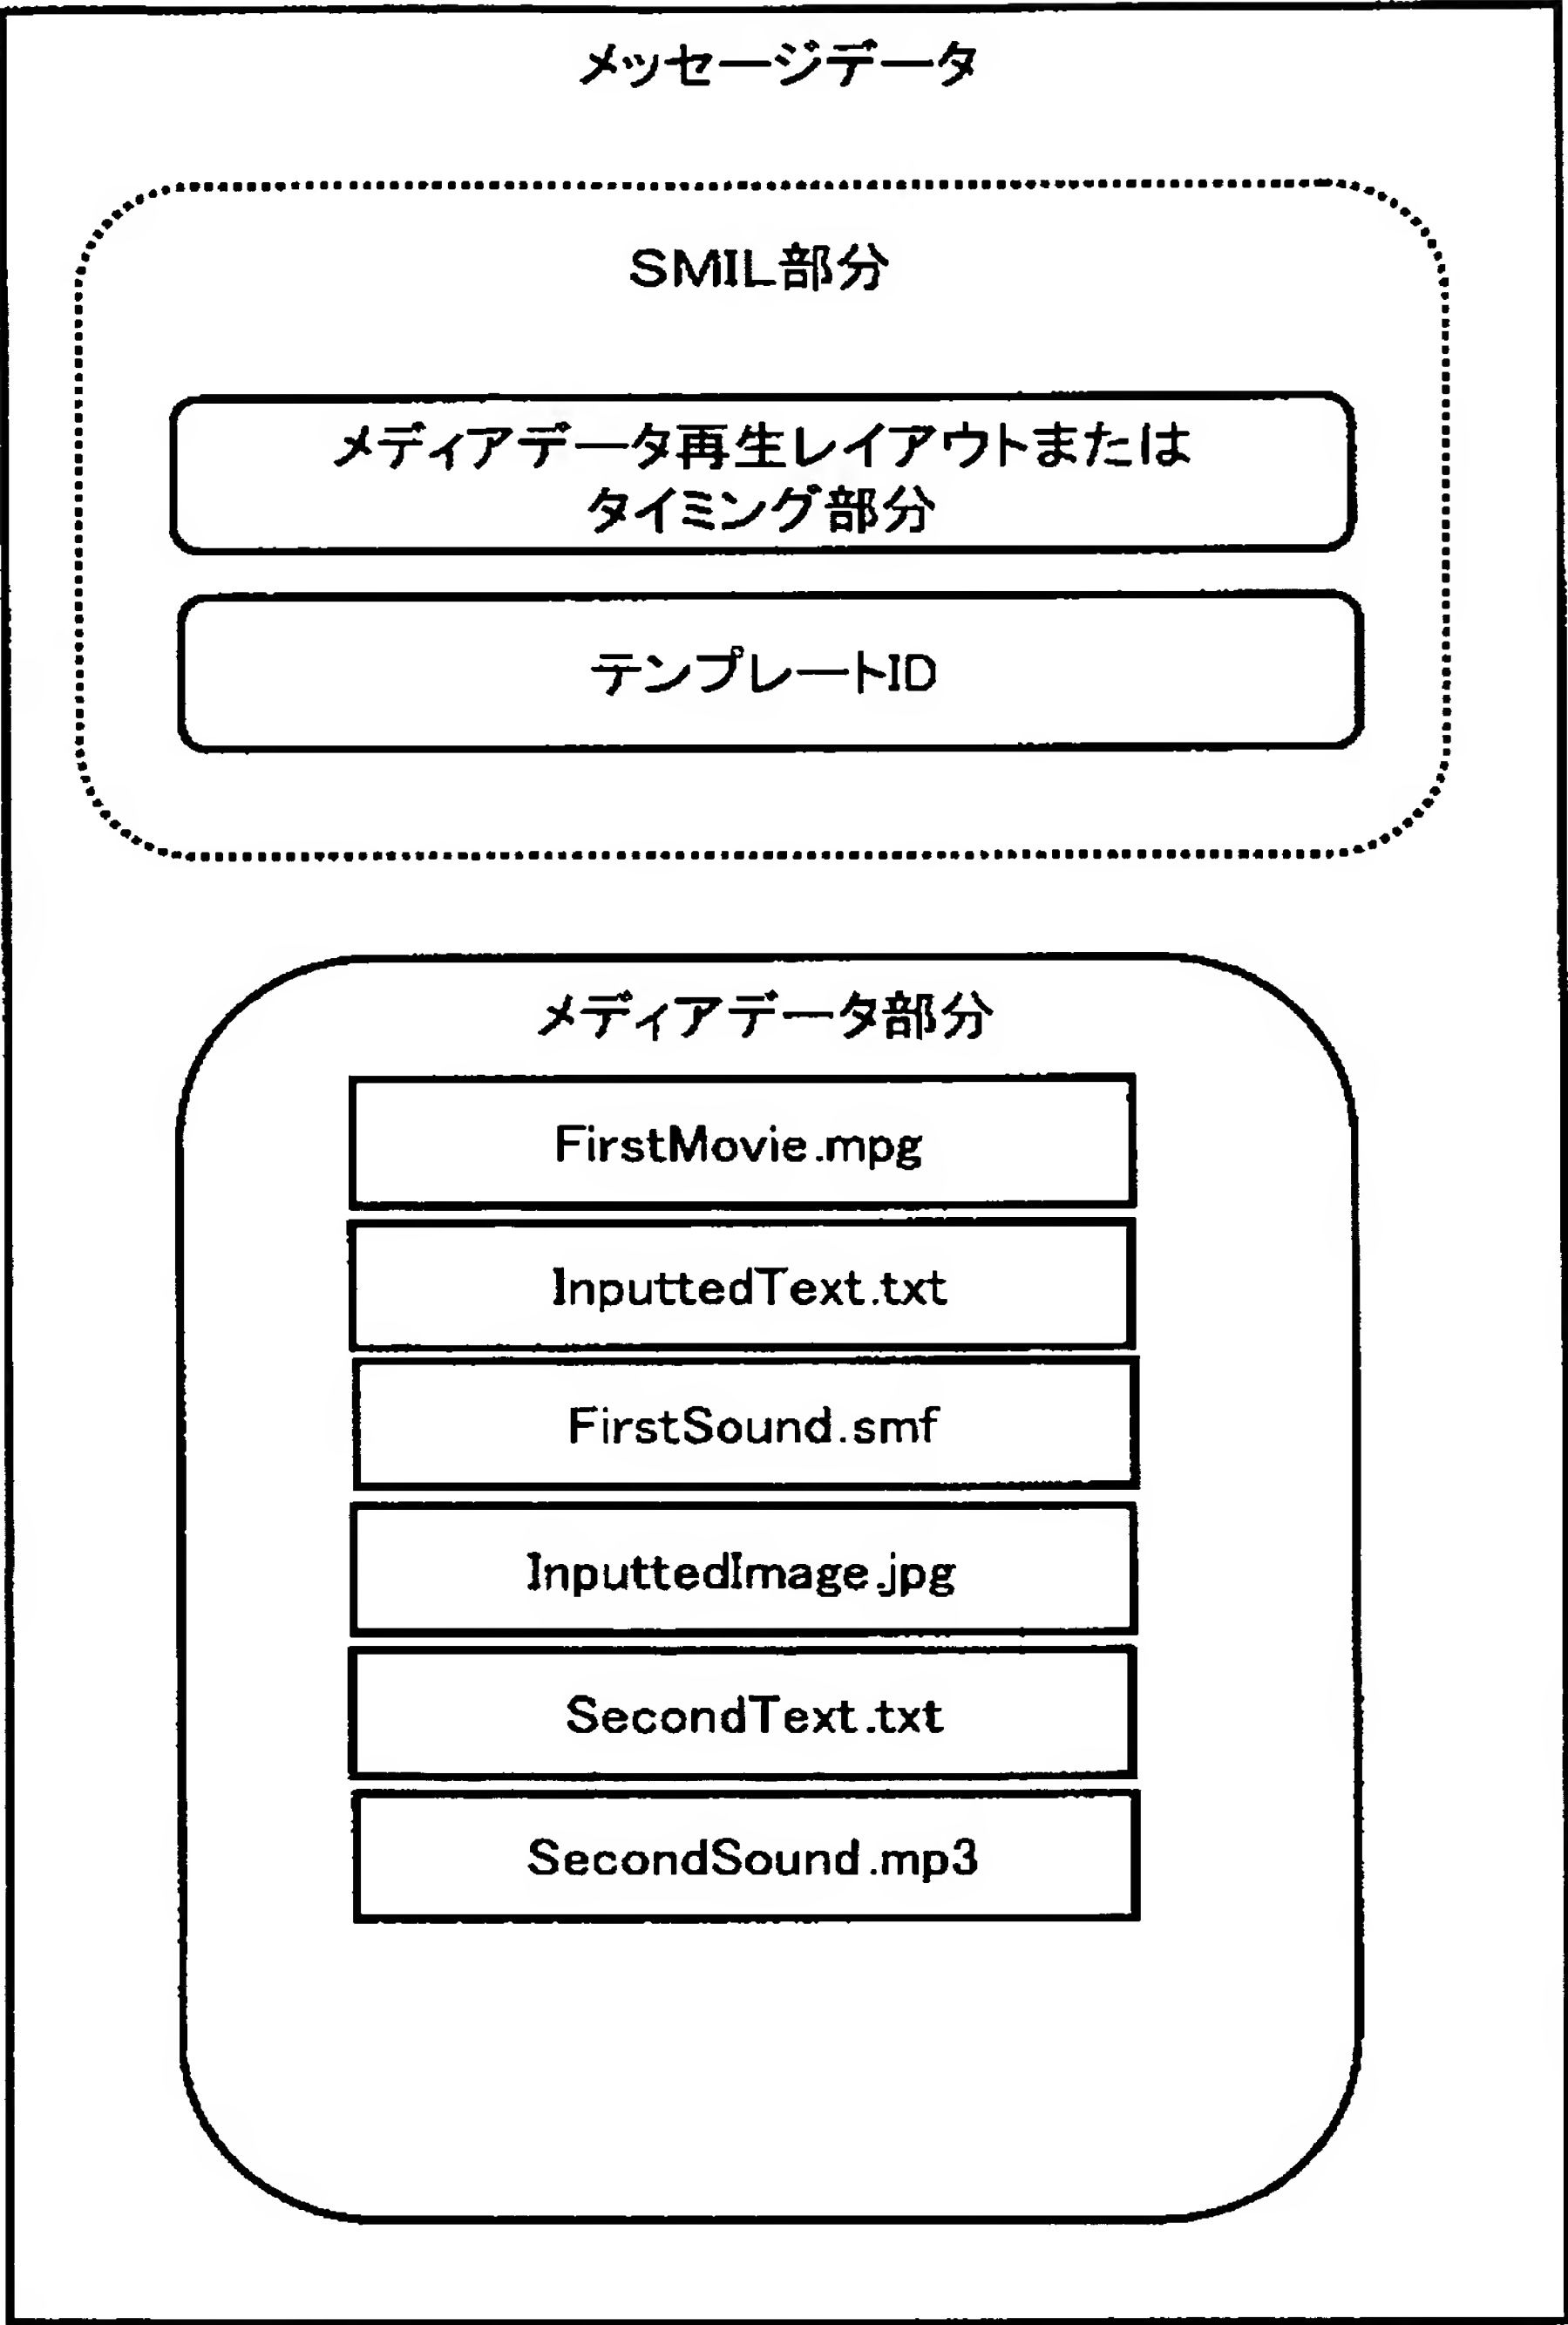 メッセージデータ
SMIL部分
メディアデータ再生レイアウトまたは
タイミング部分
テンプレートID
メディアデータ部分
FirstMovie.mpg
InputtedText.txt
FirstSound.smf
InputtedImage.jpg
SecondText.txt
SecondSound.mp3